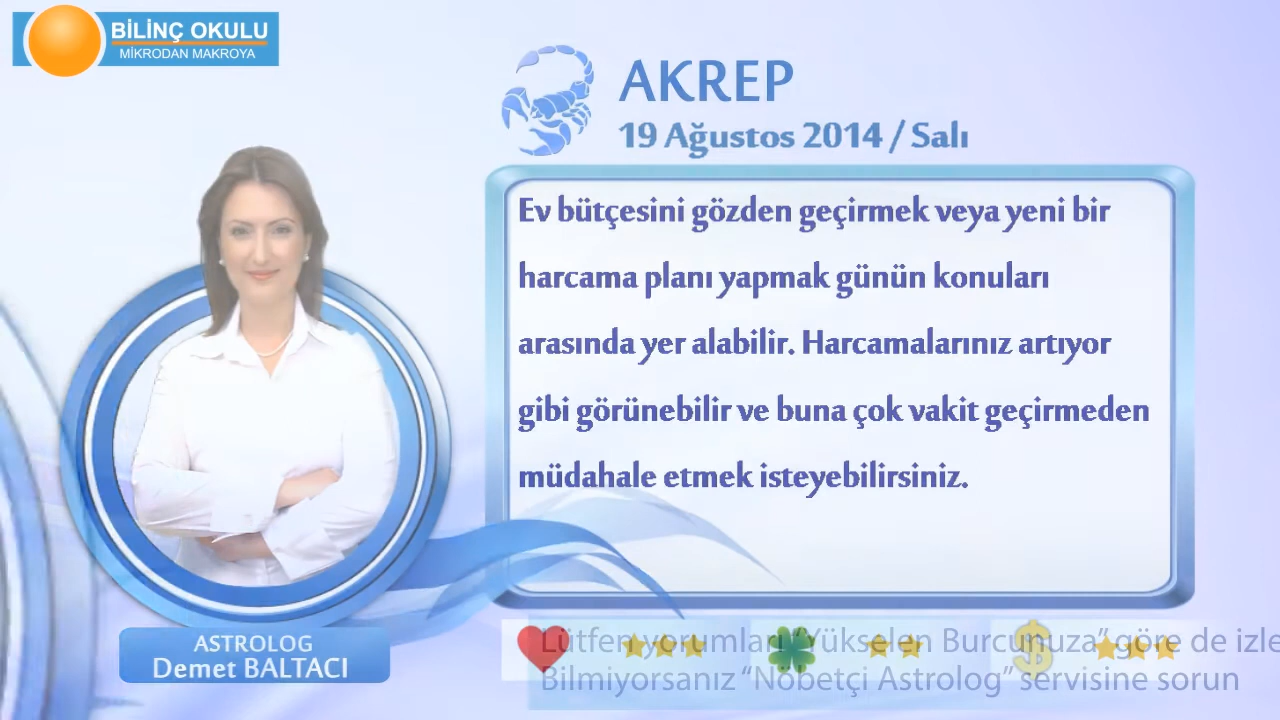 BİLİNÇ OKULU
MİKRODAN MAKROYA
AKREP
19 Ağustos 2014 / Salı
Ev bütçesini gözden geçirmek veya yeni bir
harcama planı yapmak günün konuları
arasında yer alabilir. Harcamalarınız artıyor
gibi görünebilir ve buna çok vakit geçirmeden
müdahale etmek isteyebilirsiniz.
ASTROLOG
Demet BALTACI
Lütfen yorumları "Yükselen Burcunuza" göre de izle
Bilmiyorsanız "Nöbetçi Astrolog" servisine sorun